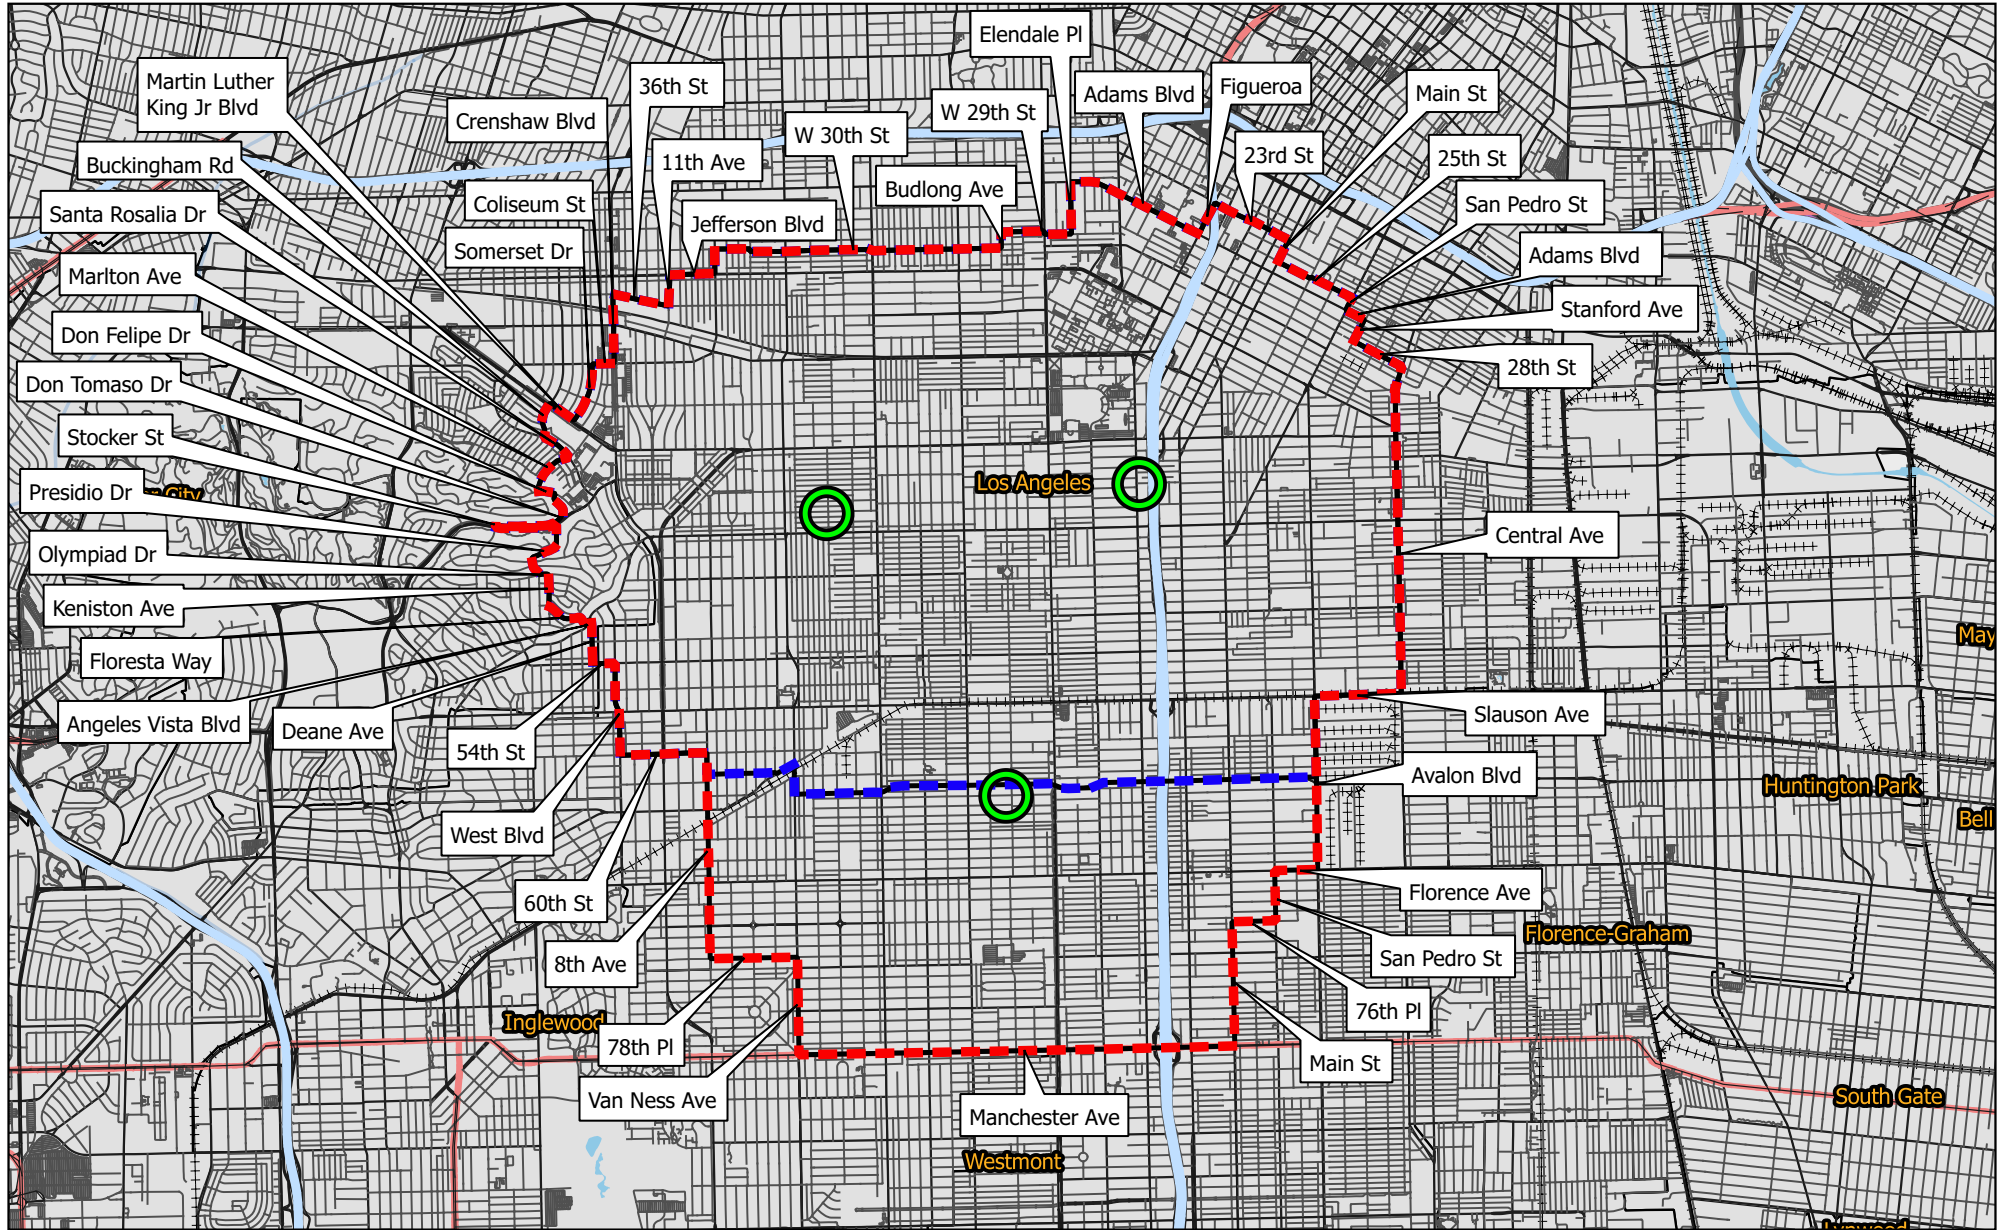 Elendale Pl
Martin Luther
King Jr Blvd
36th St
Adams Blvd
Figueroa
Main St
Crenshaw Blvd
W 29th St
W 30th St
23rd St
25th St
Buckingham Rd
11th Ave
Budlong Ave
Santa Rosalia Dr
Coliseum St
San Pedro St
Jefferson Blvd
Somerset Dr
Adams Blvd
Marlton Ave
Stanford Ave
Don Felipe Dr
28th St
Don Tomaso Dr
Stocker St
Los Angeles
Presidio Dr
City
Central Ave
Olympiad Dr
Keniston Ave
May
Floresta Way
Angeles Vista Blvd
Deane Ave
Slauson Ave
54th St
Avalon Blvd
Huntington Park
Bell
West Blvd
60th St
Florence Ave
Florence-Graham
8th Ave
San Pedro St
76th Pl
Inglewood
78th Pl
Main St
Van Ness Ave
Manchester Ave
South Gate
Westmont